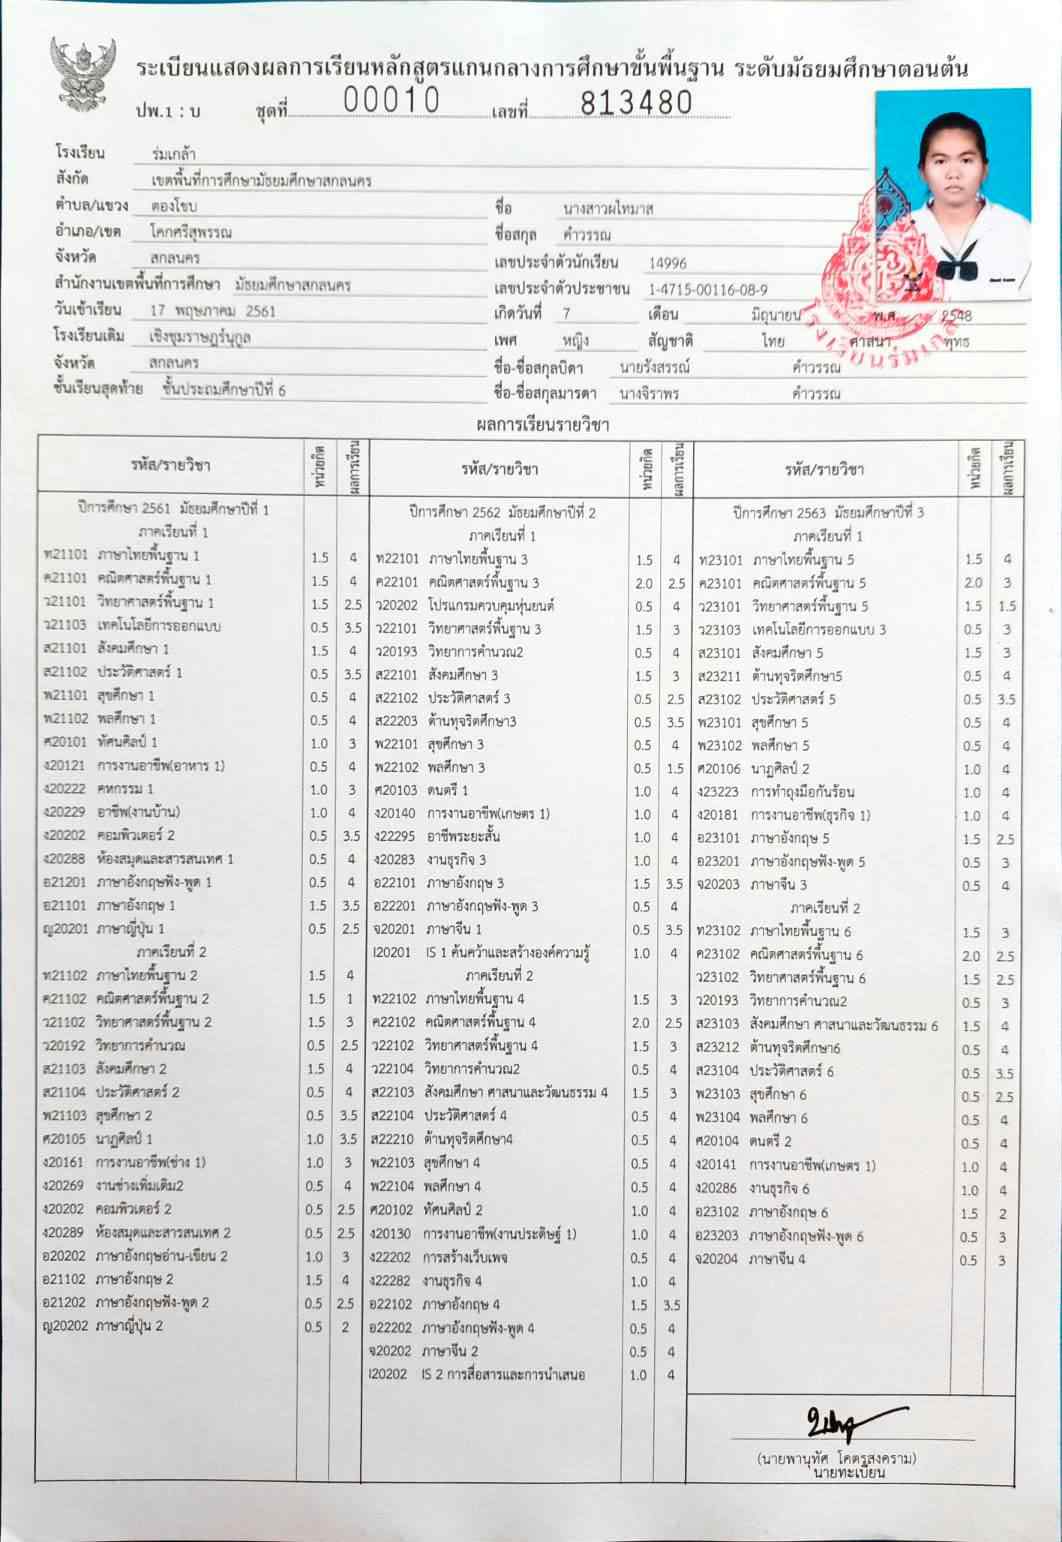 ระเบียนแสดงผลการเรียนหลักสูตรแกนกลางการศึกษาขั้นพื้นฐาน ระดับมัธยมศึกษาตอนต้น
ปพ.1 : บ ชุดที่ 00010 เลขที่ 813480
โรงเรียน ร่มเกล้า
สังกัด เขตพื้นที่การศึกษามัธยมศึกษาสกลนคร
ตำบล/แขวง ตองโขบ
อำเภอ/เขต โคกศรีสุพรรณ
จังหวัด สกลนคร
สำนักงานเขตพื้นที่การศึกษา มัธยมศึกษาสกลนคร
วันเข้าเรียน 17 พฤษภาคม 2561
โรงเรียนเดิม เชิงชุมราษฎร์นุกูล
จังหวัด สกลนคร
ชั้นเรียนสุดท้าย ชั้นประถมศึกษาปีที่ 6
ชื่อ นางสาวผไทมาส
ชื่อสกุล คำวรรณ
เลขประจำตัวนักเรียน 14996
เลขประจำตัวประชาชน 1-4715-00116-08-9
เกิดวันที่ 7 เดือน มิถุนายน พ.ศ. 2548
เพศ หญิง สัญชาติ ไทย ศาสนา พุทธ
ชื่อ-ชื่อสกุลบิดา นายรังสรรณ์ คำวรรณ
ชื่อ-ชื่อสกุลมารดา นางจิราพร คำวรรณ
โรงเรียนร่มเกล้า
ผลการเรียนรายวิชา
รหัส/รายวิชา หน่วยกิต ผลการเรียน
ปีการศึกษา 2561 มัธยมศึกษาปีที่ 1
ภาคเรียนที่ 1
ท21101 ภาษาไทยพื้นฐาน 1 1.5 4
ค21101 คณิตศาสตร์พื้นฐาน 1 1.5 4
ว21101 วิทยาศาสตร์พื้นฐาน 1 1.5 2.5
ว21103 เทคโนโลยีการออกแบบ 0.5 3.5
ส21101 สังคมศึกษา 1 1.5 4
ส21102 ประวัติศาสตร์ 1 0.5 3.5
พ21101 สุขศึกษา 1 0.5 4
พ21102 พลศึกษา 1 0.5 4
ศ20101 ทัศนศิลป์ 1 1.0 3
ง20121 การงานอาชีพ(อาหาร 1) 0.5 4
ง20222 คหกรรม 1 1.0 3
ง20229 อาชีพ(งานบ้าน) 1.0 4
ง20202 คอมพิวเตอร์ 2 0.5 3.5
ง20288 ห้องสมุดและสารสนเทศ 1 0.5 4
อ21201 ภาษาอังกฤษฟัง-พูด 1 0.5 4
อ21101 ภาษาอังกฤษ 1 1.5 3.5
ญ20201 ภาษาญี่ปุ่น 1 0.5 2.5
ภาคเรียนที่ 2
ท21102 ภาษาไทยพื้นฐาน 2 1.5 4
ค21102 คณิตศาสตร์พื้นฐาน 2 1.5 1
ว21102 วิทยาศาสตร์พื้นฐาน 2 1.5 3
ว20192 วิทยาการคำนวณ 0.5 2.5
ส21103 สังคมศึกษา 2 1.5 4
ส21104 ประวัติศาสตร์ 2 0.5 4
พ21103 สุขศึกษา 2 0.5 3.5
ศ20105 นาฏศิลป์ 1 1.0 3.5
ง20161 การงานอาชีพ(ช่าง 1) 1.0 3
ง20269 งานช่างเพิ่มเติม2 0.5 4
ง20202 คอมพิวเตอร์ 2 0.5 2.5
ง20289 ห้องสมุดและสารสนเทศ 2 0.5 2.5
อ20202 ภาษาอังกฤษอ่าน-เขียน 2 1.0 3
อ21102 ภาษาอังกฤษ 2 1.5 4
อ21202 ภาษาอังกฤษฟัง-พูด 2 0.5 2.5
ญ20202 ภาษาญี่ปุ่น 2 0.5 2
รหัส/รายวิชา หน่วยกิต ผลการเรียน
ปีการศึกษา 2562 มัธยมศึกษาปีที่ 2
ภาคเรียนที่ 1
ท22101 ภาษาไทยพื้นฐาน 3 1.5 4
ค22101 คณิตศาสตร์พื้นฐาน 3 2.0 2.5
ว20202 โปรแกรมควบคุมหุ่นยนต์ 0.5 4
ว22101 วิทยาศาสตร์พื้นฐาน 3 1.5 3
ว20193 วิทยาการคำนวณ2 0.5 4
ส22101 สังคมศึกษา 3 1.5 3
ส22102 ประวัติศาสตร์ 3 0.5 2.5
ส22203 ต้านทุจริตศึกษา3 0.5 3.5
พ22101 สุขศึกษา 3 0.5 4
พ22102 พลศึกษา 3 0.5 1.5
ศ20103 ดนตรี 1 1.0 4
ง20140 การงานอาชีพ(เกษตร 1) 1.0 4
ง22295 อาชีพระยะสั้น 1.0 4
ง20283 งานธุรกิจ 3 1.0 4
อ22101 ภาษาอังกฤษ 3 1.5 3.5
อ22201 ภาษาอังกฤษฟัง-พูด 3 0.5 4
จ20201 ภาษาจีน 1 0.5 3.5
I20201 IS 1 ค้นคว้าและสร้างองค์ความรู้ 1.0 4
ภาคเรียนที่ 2
ท22102 ภาษาไทยพื้นฐาน 4 1.5 3
ค22102 คณิตศาสตร์พื้นฐาน 4 2.0 2.5
ว22102 วิทยาศาสตร์พื้นฐาน 4 1.5 3
ว22104 วิทยาการคำนวณ2 0.5 4
ส22103 สังคมศึกษา ศาสนาและวัฒนธรรม 4 1.5 3
ส22104 ประวัติศาสตร์ 4 0.5 4
ส22210 ต้านทุจริตศึกษา4 0.5 4
พ22103 สุขศึกษา 4 0.5 4
พ22104 พลศึกษา 4 0.5 4
ศ20102 ทัศนศิลป์ 2 1.0 4
ง20130 การงานอาชีพ(งานประดิษฐ์ 1) 1.0 4
ง22202 การสร้างเว็บเพจ 0.5 4
ง22282 งานธุรกิจ 4 1.0 4
อ22102 ภาษาอังกฤษ 4 1.5 3.5
อ22202 ภาษาอังกฤษฟัง-พูด 4 0.5 4
จ20202 ภาษาจีน 2 0.5 4
I20202 IS 2 การสื่อสารและการนำเสนอ 1.0 4
รหัส/รายวิชา หน่วยกิต ผลการเรียน
ปีการศึกษา 2563 มัธยมศึกษาปีที่ 3
ภาคเรียนที่ 1
ท23101 ภาษาไทยพื้นฐาน 5 1.5 4
ค23101 คณิตศาสตร์พื้นฐาน 5 2.0 3
ว23101 วิทยาศาสตร์พื้นฐาน 5 1.5 1.5
ว23103 เทคโนโลยีการออกแบบ 3 0.5 3
ส23101 สังคมศึกษา 5 1.5 3
ส23211 ต้านทุจริตศึกษา5 0.5 4
ส23102 ประวัติศาสตร์ 5 0.5 3.5
พ23101 สุขศึกษา 5 0.5 4
พ23102 พลศึกษา 5 0.5 4
ศ20106 นาฏศิลป์ 2 1.0 4
ง23223 การทำถุงมือกันร้อน 1.0 4
ง20181 การงานอาชีพ(ธุรกิจ 1) 1.0 4
อ23101 ภาษาอังกฤษ 5 1.5 2.5
อ23201 ภาษาอังกฤษฟัง-พูด 5 0.5 3
จ20203 ภาษาจีน 3 0.5 4
ภาคเรียนที่ 2
ท23102 ภาษาไทยพื้นฐาน 6 1.5 3
ค23102 คณิตศาสตร์พื้นฐาน 6 2.0 2.5
ว23102 วิทยาศาสตร์พื้นฐาน 6 1.5 2.5
ว20193 วิทยาการคำนวณ2 0.5 3
ส23103 สังคมศึกษา ศาสนาและวัฒนธรรม 6 1.5 4
ส23212 ต้านทุจริตศึกษา6 0.5 4
ส23104 ประวัติศาสตร์ 6 0.5 3.5
พ23103 สุขศึกษา 6 0.5 2.5
พ23104 พลศึกษา 6 0.5 4
ศ20104 ดนตรี 2 0.5 4
ง20141 การงานอาชีพ(เกษตร 1) 1.0 4
ง20286 งานธุรกิจ 6 1.0 4
อ23102 ภาษาอังกฤษ 6 1.5 2
อ23203 ภาษาอังกฤษฟัง-พูด 6 0.5 3
จ20204 ภาษาจีน 4 0.5 3
(นายพานุทัศ โคตรสงคราม)
นายทะเบียน